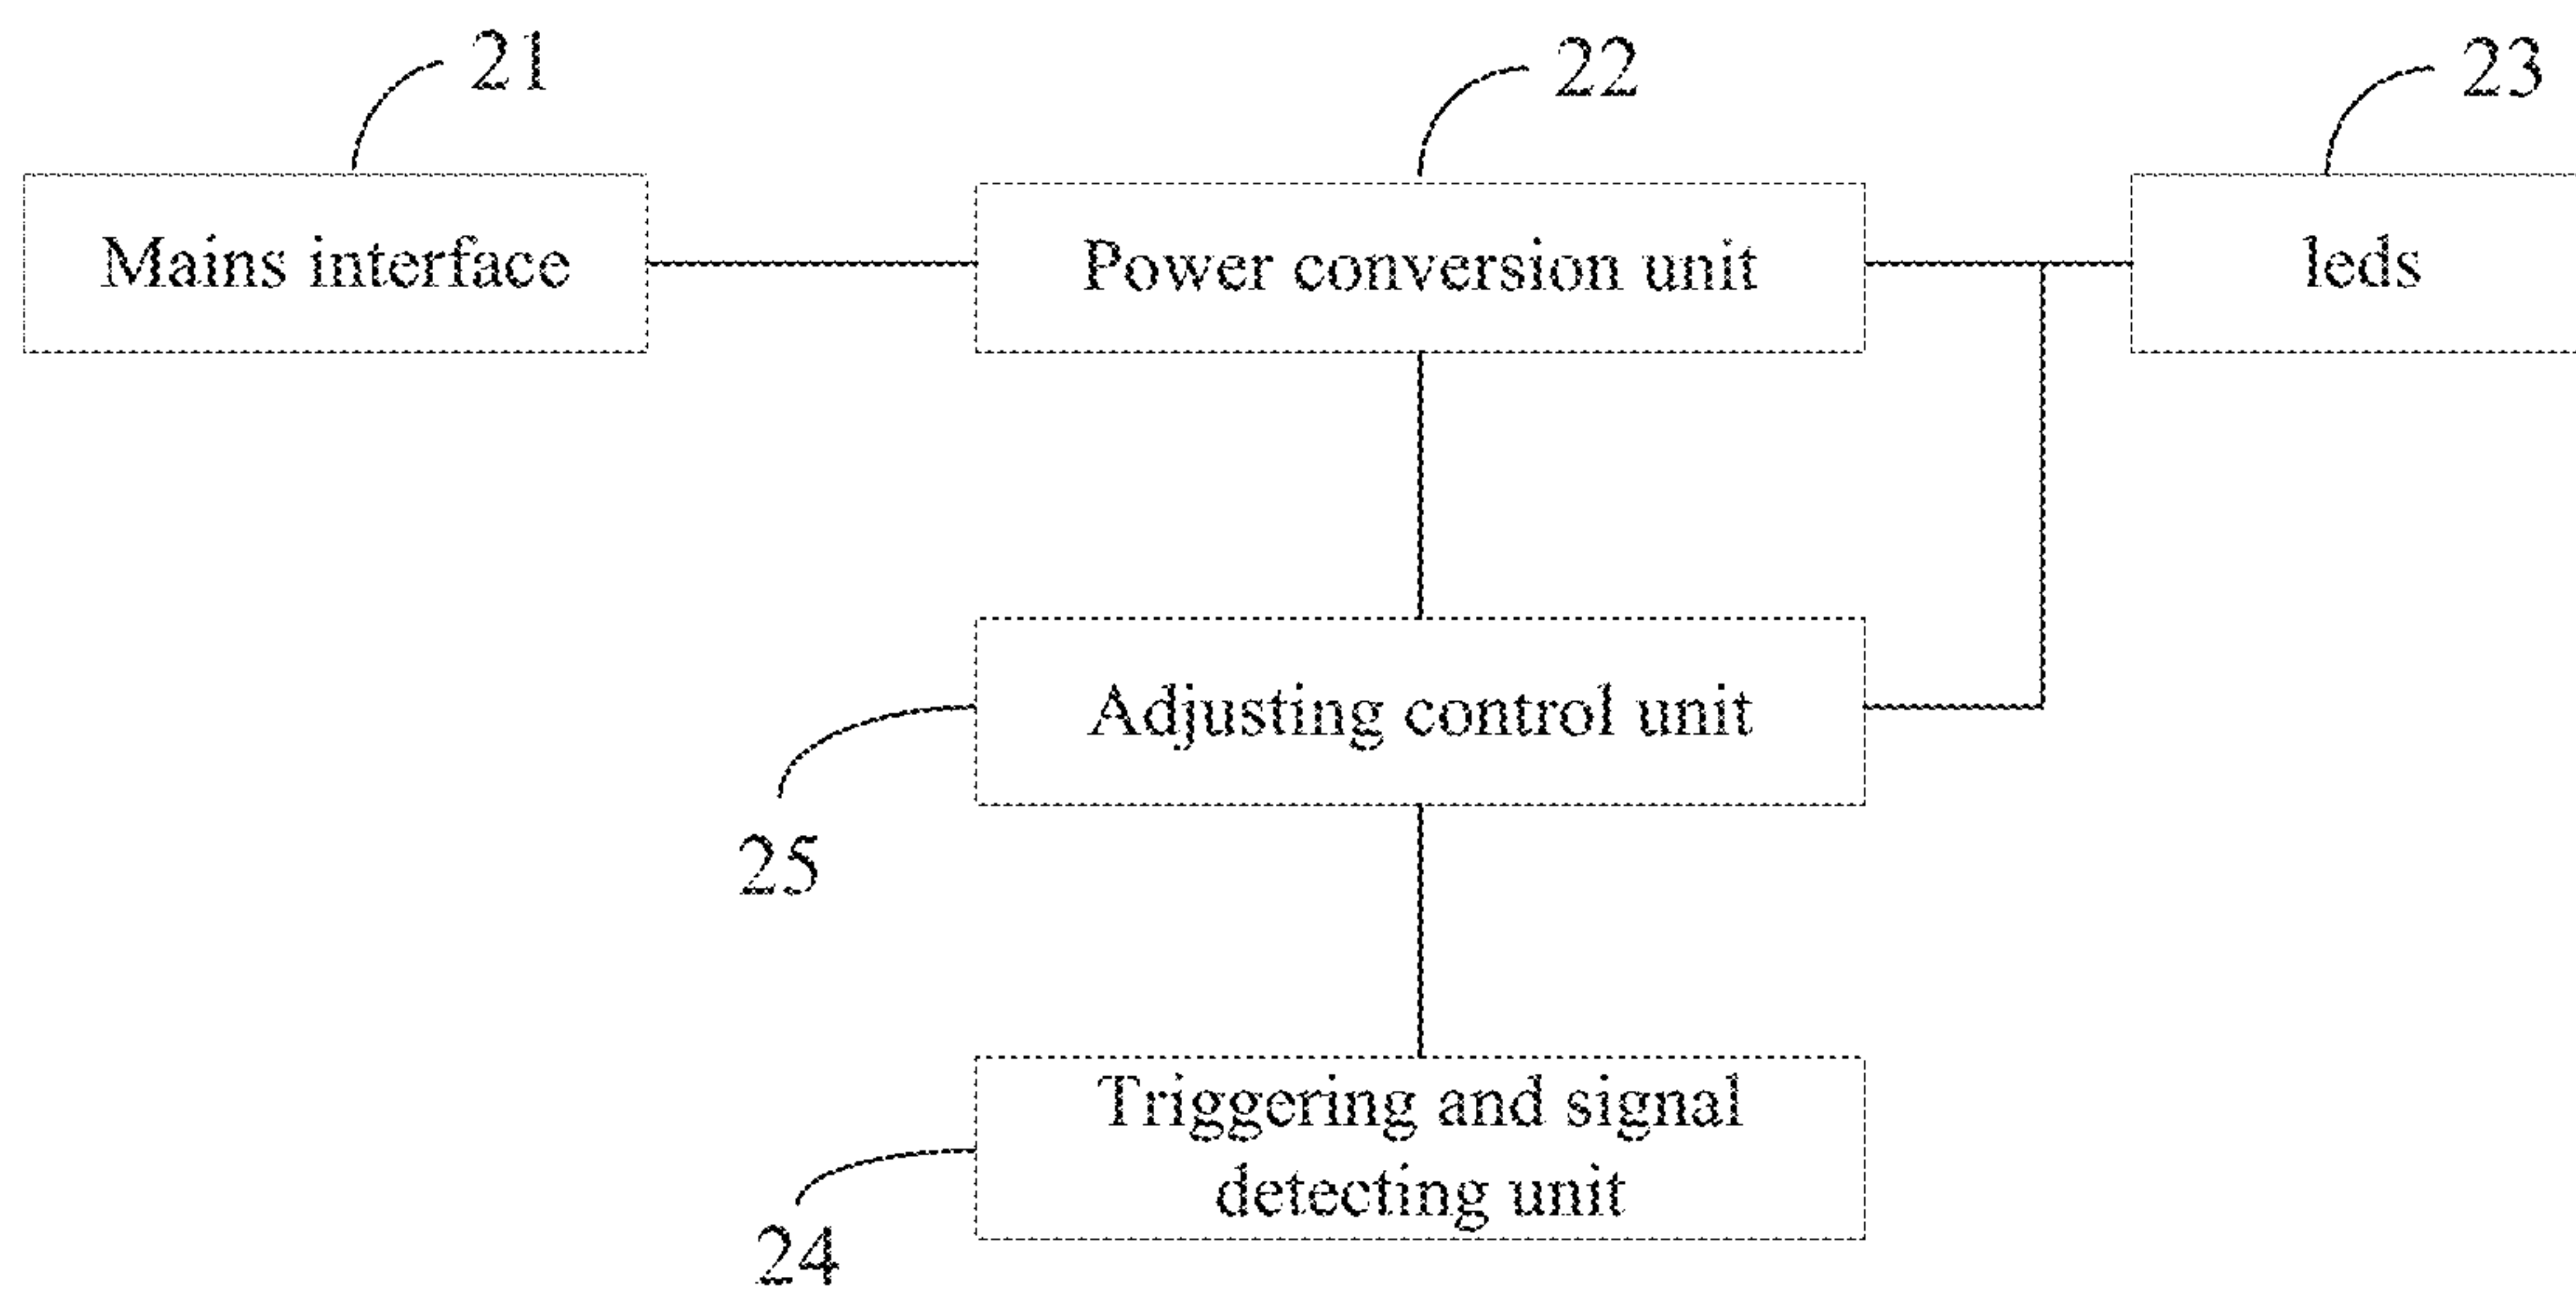 21
22
23
Mains interface
Power conversion unit
leds
Adjusting control unit
25
Triggering and signal
detecting unit
24